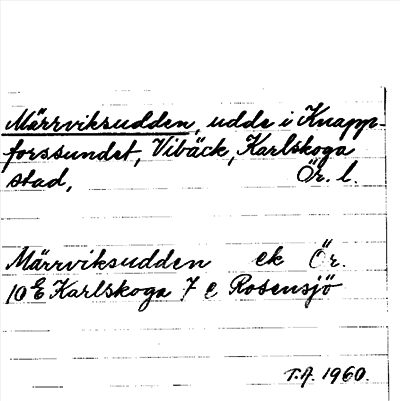 Märrviksudden, udde i Knapp-
forssundet, Vibäck, Karlskoga
stad, Ör. l.
Märrviksudden ek Ör.
10 E Karlskoga 7 c Rosensjö
T.A. 1960.